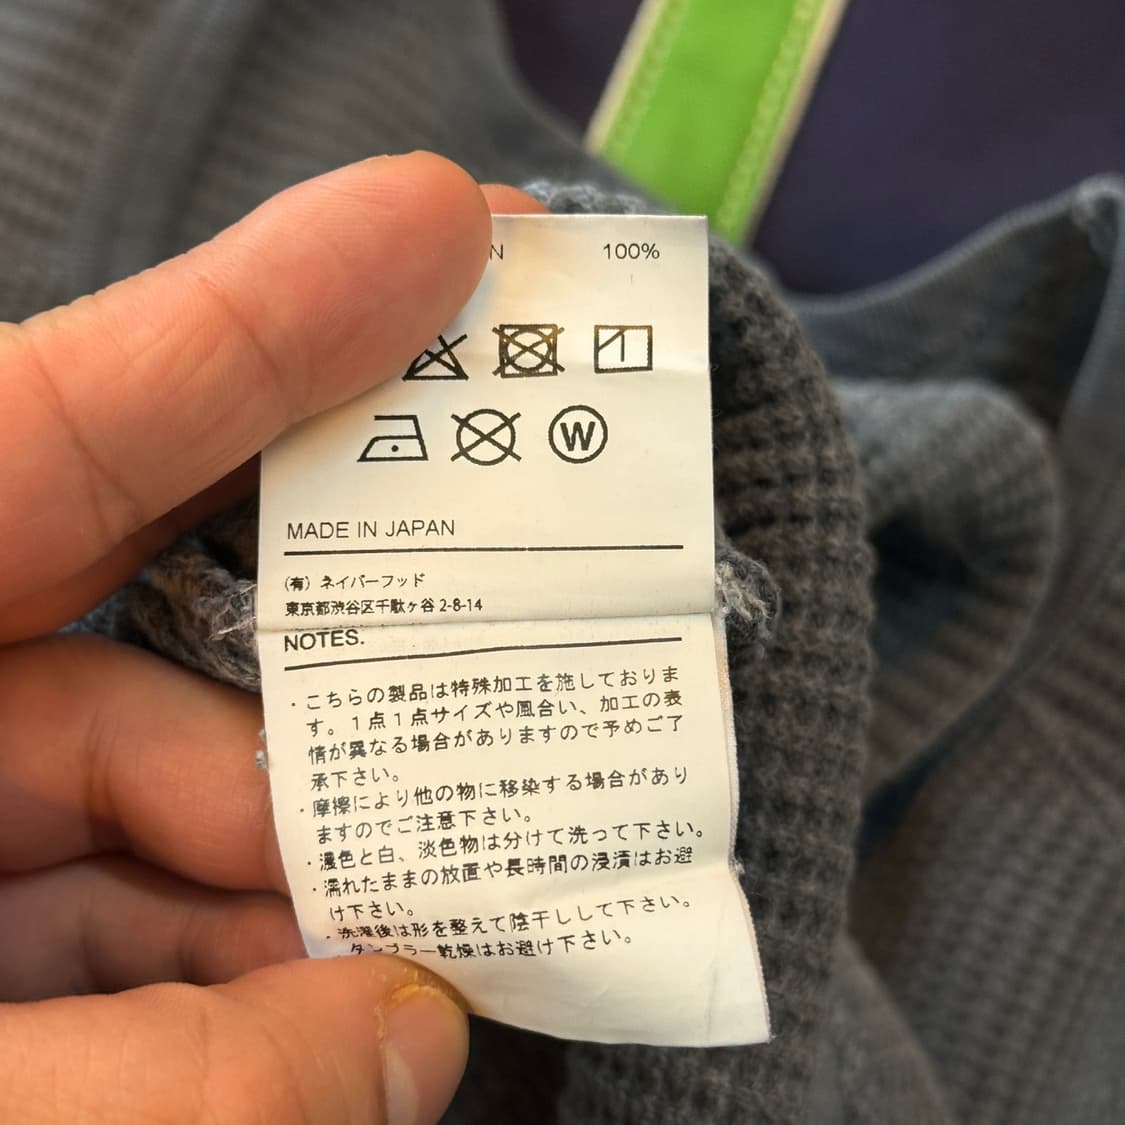 N 100%
W
MADE IN JAPAN
(有) ネイバーフッド
東京都渋谷区千駄ヶ谷 2-8-14
NOTES.
・こちらの製品は特殊加工を施しておりま
す。1点1点サイズや風合い、加工の表
情が異なる場合がありますので予めご了
承下さい。
・摩擦により他の物に移染する場合があり
ますのでご注意下さい。
・濃色と白、淡色物は分けて洗って下さい。
・濡れたままの放置や長時間の浸漬はお避
け下さい。
・洗濯後は形を整えて陰干しして下さい。
タンブラー乾燥はお避け下さい。